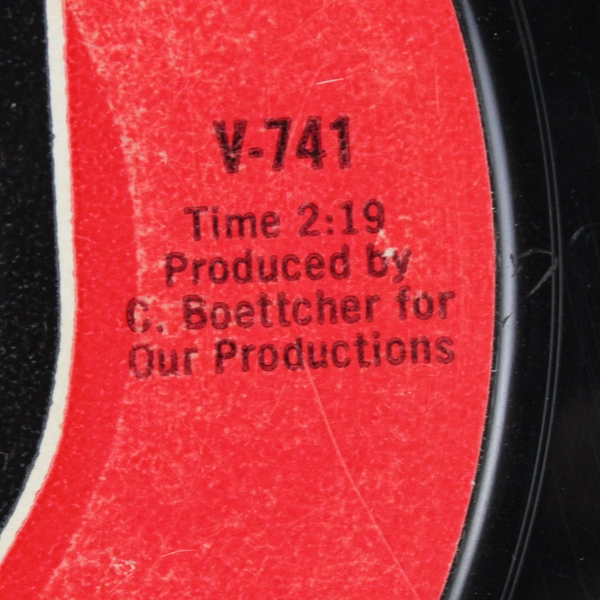 V-741
Time 2:19
Produced by
C. Boettcher for
Our Productions